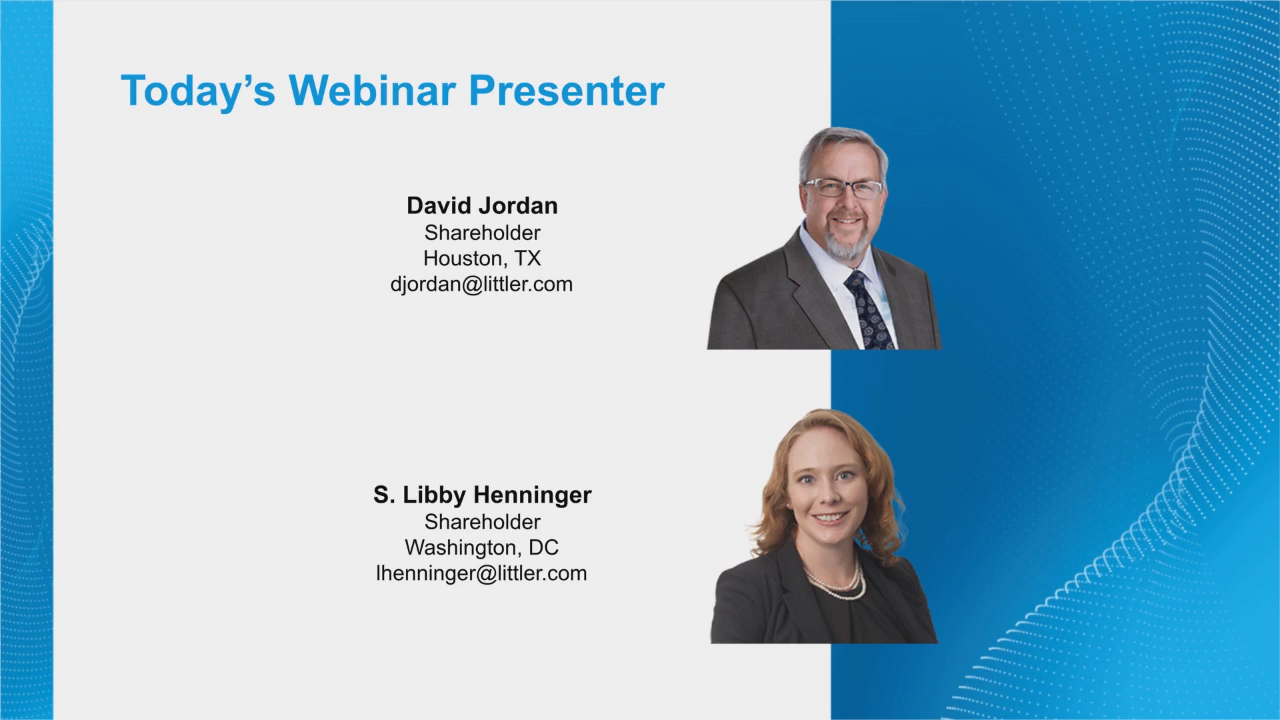 Today’s Webinar Presenter
David Jordan
Shareholder
Houston, TX
djordan@littler.com
S. Libby Henninger
Shareholder
Washington, DC
lhenninger@littler.com